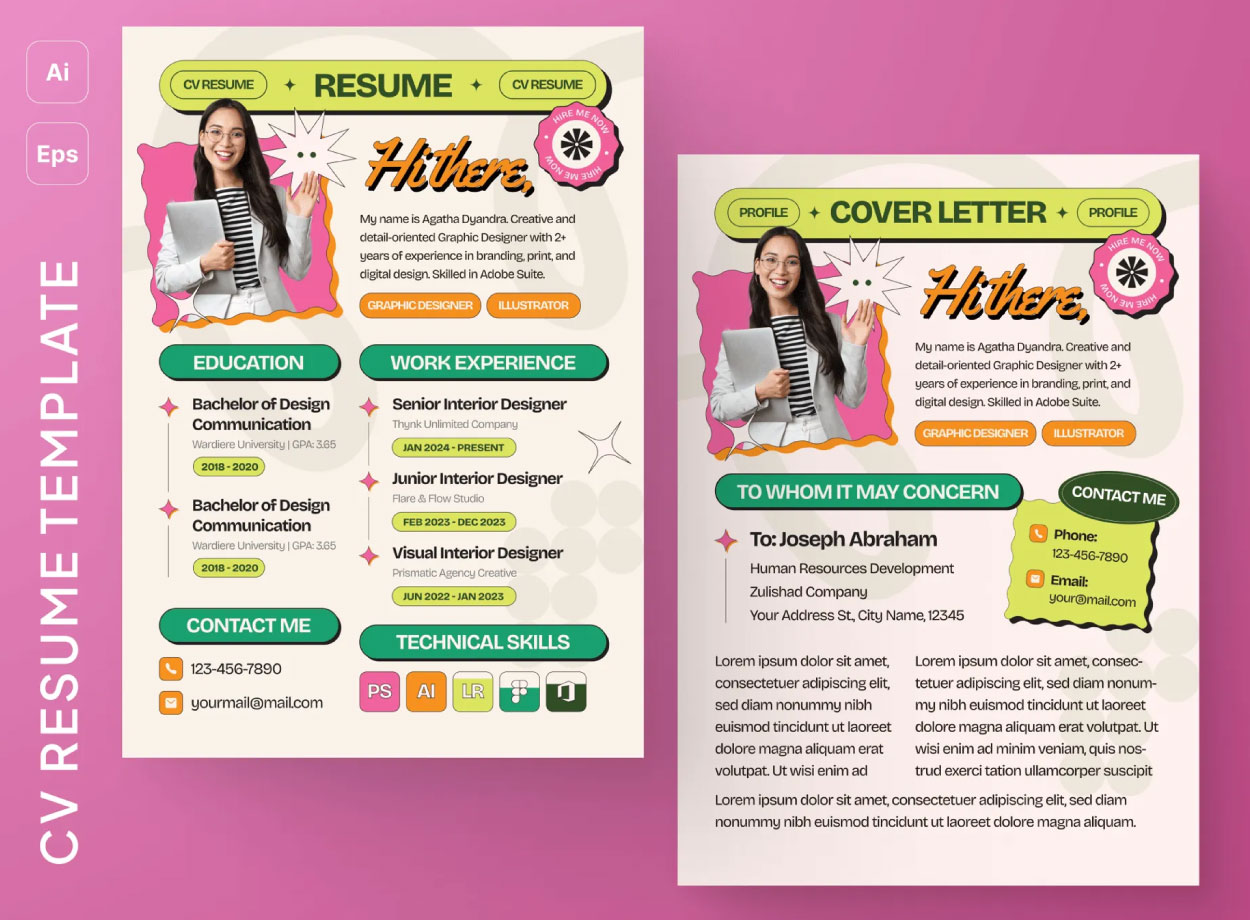 Ai
Eps
CV RESUME TEMPLATE
CV RESUME
RESUME
CV RESUME
HIRE ME NOW
HIRE ME NOW
Hi there,
My name is Agatha Dyandra. Creative and
detail-oriented Graphic Designer with 2+
years of experience in branding, print, and
digital design. Skilled in Adobe Suite.
GRAPHIC DESIGNER
ILLUSTRATOR
EDUCATION
Bachelor of Design
Communication
Wardiere University | GPA: 3.65
2018 - 2020
Bachelor of Design
Communication
Wardiere University | GPA: 3.65
2018 - 2020
CONTACT ME
123-456-7890
yourmail@mail.com
WORK EXPERIENCE
Senior Interior Designer
Thynk Unlimited Company
JAN 2024 - PRESENT
Junior Interior Designer
Flare & Flow Studio
FEB 2023 - DEC 2023
Visual Interior Designer
Prismatic Agency Creative
JUN 2022 - JAN 2023
TECHNICAL SKILLS
PS
AI
LR
PROFILE
COVER LETTER
PROFILE
HIRE ME NOW
HIRE ME NOW
Hi there,
My name is Agatha Dyandra. Creative and
detail-oriented Graphic Designer with 2+
years of experience in branding, print, and
digital design. Skilled in Adobe Suite.
GRAPHIC DESIGNER
ILLUSTRATOR
TO WHOM IT MAY CONCERN
To: Joseph Abraham
Human Resources Development
Zulishad Company
Your Address St., City Name, 12345
CONTACT ME
Phone:
123-456-7890
Email:
your@mail.com
Lorem ipsum dolor sit amet,
consectetuer adipiscing elit,
sed diam nonummy nibh
euismod tincidunt ut laoreet
dolore magna aliquam erat
volutpat. Ut wisi enim ad
Lorem ipsum dolor sit amet, consec-
tetuer adipiscing elit, sed diam nonum-
my nibh euismod tincidunt ut laoreet
dolore magna aliquam erat volutpat. Ut
wisi enim ad minim veniam, quis nos-
trud exerci tation ullamcorper suscipit
Lorem ipsum dolor sit amet, consectetuer adipiscing elit, sed diam
nonummy nibh euismod tincidunt ut laoreet dolore magna aliquam.